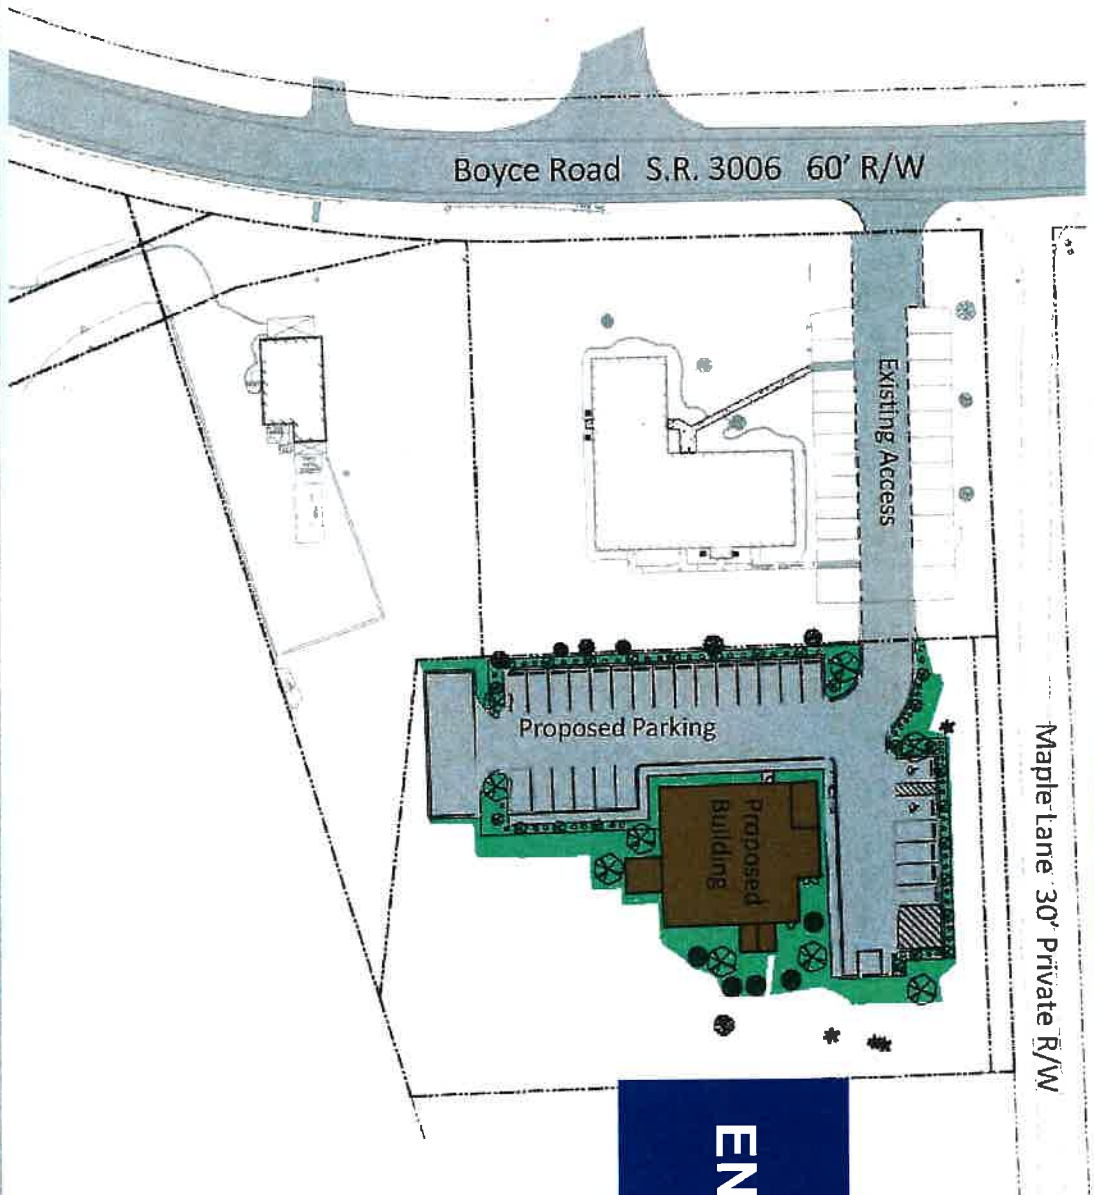 Boyce Road S.R. 3006 60' R/W
Existing Access
Proposed Parking
Proposed
Building
Maple Lane 30' Private R/W
EN